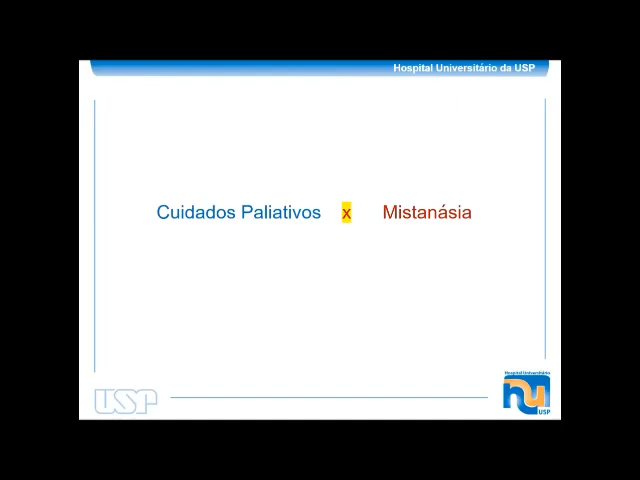 Hospital Universitário da USP
Cuidados Paliativos x Mistanásia
Hospital Universitário
hu
USP
USP